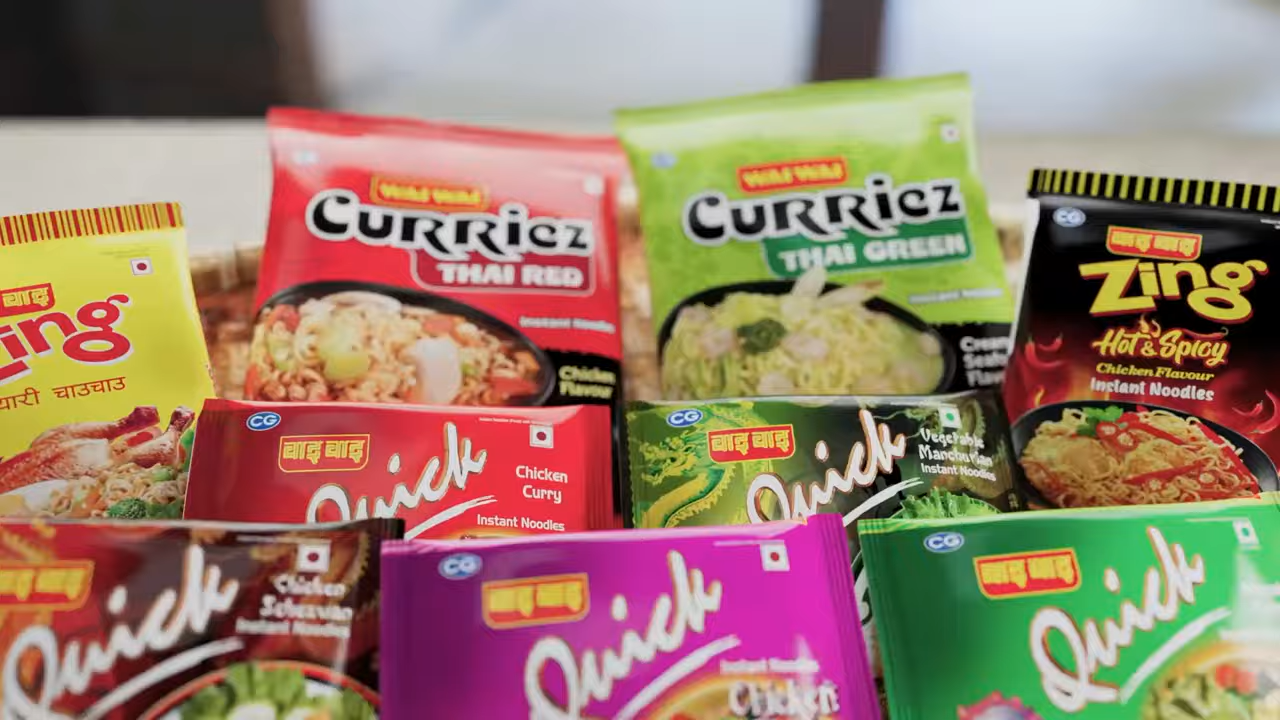 WAI WAI
CURRiez
THAI RED
Instant Noodles
Chicken
Flavour
WAI WAI
CURRiez
THAI GREEN
Instant Noodles
CG
वाइ वाइ
Zing
Hot & Spicy
Chicken Flavour
Instant Noodles
वाइ वाइ
चाउचाउ
CG
वाइ वाइ
Quick
Chicken
Curry
Instant Noodles
CG
वाइ वाइ
Quick
Vegetable
Manchurian
Instant Noodles
वाइ वाइ
Quick
Chicken
Schezwan
Instant Noodles
CG
वाइ वाइ
Quick
Instant Noodles
Chicken
CG
वाइ वाइ
Quick